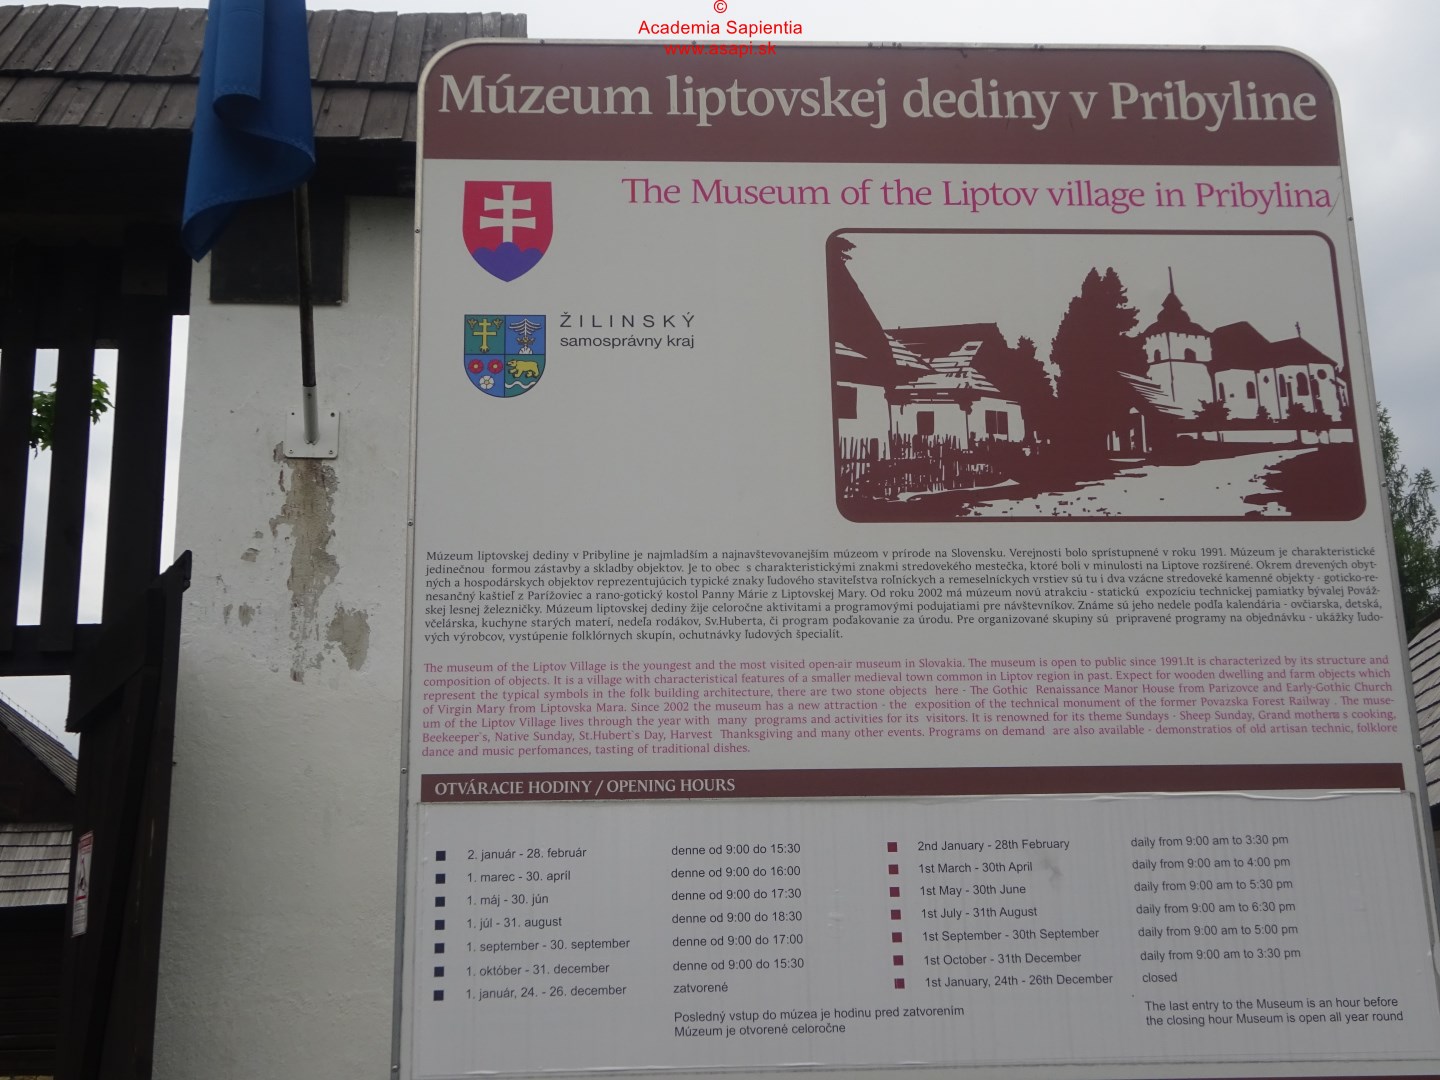 ©
Academia Sapientia
www.asapi.sk
Múzeum liptovskej dediny v Pribyline
The Museum of the Liptov village in Pribylina
ŽILINSKÝ
samosprávny kraj
Múzeum liptovskej dediny v Pribyline je najmladším a najnavštevovanejším múzeom v prírode na Slovensku. Verejnosti bolo sprístupnené v roku 1991. Múzeum je charakteristické
jedinečnou formou zástavby a skladby objektov. Je to obec s charakteristickými znakmi stredovekého mestečka, ktoré boli v minulosti na Liptove rozšírené. Okrem drevených obyt-
ných a hospodárskych objektov reprezentujúcich typické znaky ľudového staviteľstva roľníckych a remeselníckych vrstiev sú tu i dva vzácne stredoveké kamenné objekty - goticko-re-
nesančný kaštieľ z Parížoviec a rano-gotický kostol Panny Márie z Liptovskej Mary. Od roku 2002 má múzeum novú atrakciu - statickú expozíciu technickej pamiatky bývalej Považ-
skej lesnej železničky. Múzeum liptovskej dediny žije celoročne aktivitami a programovými podujatiami pre návštevníkov. Známe sú jeho nedele podľa kalendária - ovčiarska, detská,
včelárska, kuchyne starých materí, nedeľa rodákov, Sv.Huberta, či program poďakovanie za úrodu. Pre organizované skupiny sú pripravené programy na objednávku - ukážky ľudo-
vých výrobcov, vystúpenie folklórnych skupín, ochutnávky ľudových špecialít.
The museum of the Liptov Village is the youngest and the most visited open-air museum in Slovakia. The museum is open to public since 1991.It is characterized by its structure and
composition of objects. It is a village with characteristical features of a smaller medieval town common in Liptov region in past. Expect for wooden dwelling and farm objects which
represent the typical symbols in the folk building architecture, there are two stone objects here - The Gothic Renaissance Manor House from Parizovce and Early-Gothic Church
of Virgin Mary from Liptovska Mara. Since 2002 the museum has a new attraction - the exposition of the technical monument of the former Povazska Forest Railway . The muse-
um of the Liptov Village lives through the year with many programs and activities for its visitors. It is renowned for its theme Sundays - Sheep Sunday, Grand mothers cooking,
Beekeeper`s, Native Sunday, St.Hubert`s Day, Harvest Thanksgiving and many other events. Programs on demand are also available - demonstratios of old artisan technic, folklore
dance and music perfomances, tasting of traditional dishes.
OTVÁRACIE HODINY / OPENING HOURS
2. január - 28. február denne od 9:00 do 15:30 2nd January - 28th February daily from 9:00 am to 3:30 pm
1. marec - 30. apríl denne od 9:00 do 16:00 1st March - 30th April daily from 9:00 am to 4:00 pm
1. máj - 30. jún denne od 9:00 do 17:30 1st May - 30th June daily from 9:00 am to 5:30 pm
1. júl - 31. august denne od 9:00 do 18:30 1st July - 31th August daily from 9:00 am to 6:30 pm
1. september - 30. september denne od 9:00 do 17:00 1st September - 30th September daily from 9:00 am to 5:00 pm
1. október - 31. december denne od 9:00 do 15:30 1st October - 31th December daily from 9:00 am to 3:30 pm
1. január, 24. - 26. december zatvorené 1st January, 24th - 26th December closed
Posledný vstup do múzea je hodinu pred zatvorením
Múzeum je otvorené celoročne
The last entry to the Museum is an hour before
the closing hour Museum is open all year round